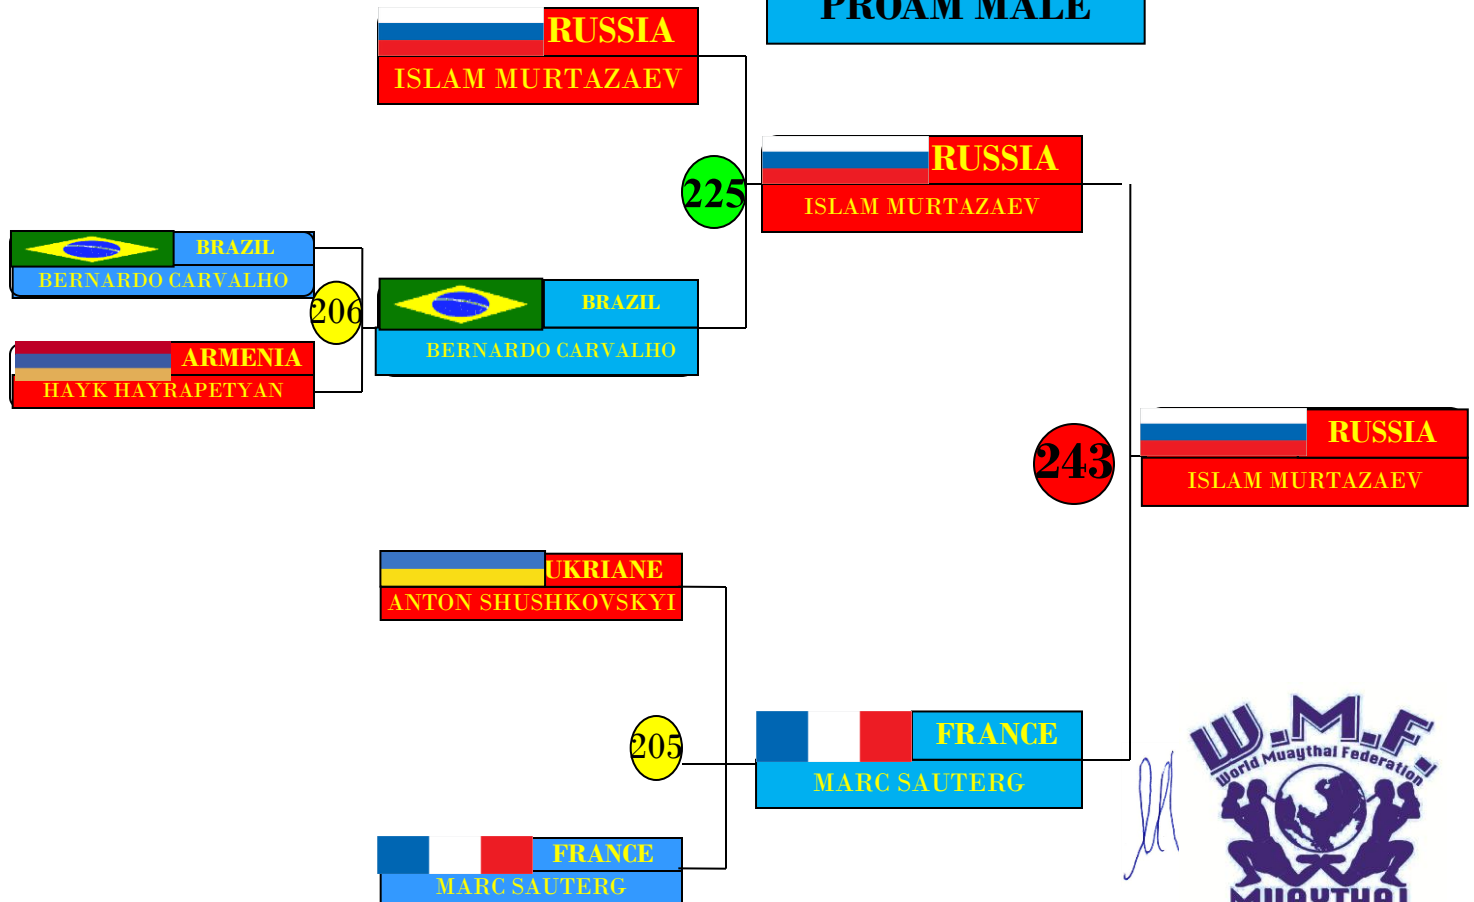 PROAM MALE
RUSSIA
ISLAM MURTAZAEV
RUSSIA
ISLAM MURTAZAEV
225
BRAZIL
BERNARDO CARVALHO
206
BRAZIL
BERNARDO CARVALHO
ARMENIA
HAYK HAYRAPETYAN
RUSSIA
ISLAM MURTAZAEV
243
UKRIANE
ANTON SHUSHKOVSKYI
205
FRANCE
MARC SAUTERG
FRANCE
MARC SAUTERG
W.M.F.
World Muaythai Federation
MUAYTHAI